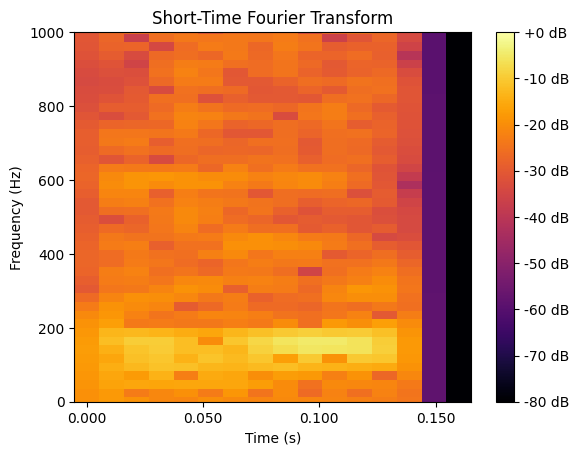 Short-Time Fourier Transform
1000
800
600
400
200
0
Frequency (Hz)
0.000
0.050
0.100
0.150
Time (s)
+0 dB
-10 dB
-20 dB
-30 dB
-40 dB
-50 dB
-60 dB
-70 dB
-80 dB